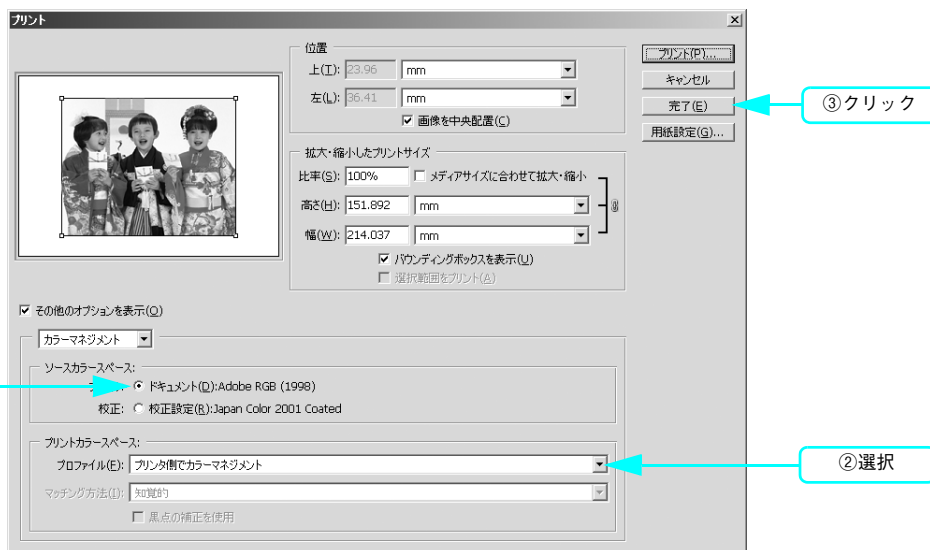 プリント
位置
上(T): 23.96 mm
左(L): 36.41 mm
画像を中央配置(C)
拡大・縮小したプリントサイズ
比率(S): 100% メディアサイズに合わせて拡大・縮小
高さ(H): 151.892 mm
幅(W): 214.037 mm
バウンディングボックスを表示(U)
選択範囲をプリント(A)
プリント(P)...
キャンセル
完了(E)
用紙設定(G)...
③クリック
その他のオプションを表示(O)
カラーマネジメント
ソースカラースペース:
ドキュメント(D):Adobe RGB (1998)
校正: 校正設定(R):Japan Color 2001 Coated
プリントカラースペース:
プロファイル(F): プリンタ側でカラーマネジメント
②選択
マッチング方法(I): 知覚的
黒点の補正を使用